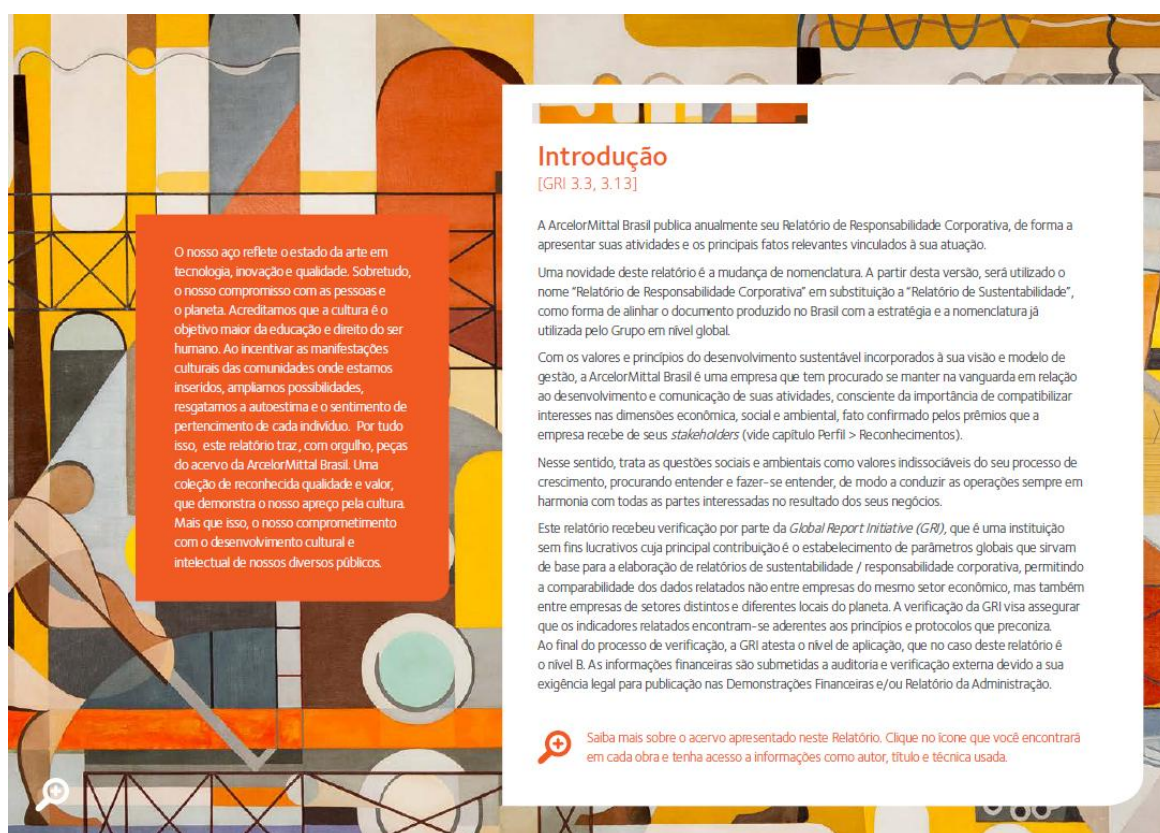 O nosso aço reflete o estado da arte em
tecnologia, inovação e qualidade. Sobretudo,
o nosso compromisso com as pessoas e
o planeta. Acreditamos que a cultura é o
objetivo maior da educação e direito do ser
humano. Ao incentivar as manifestações
culturais das comunidades onde estamos
inseridos, ampliamos possibilidades,
resgatamos a autoestima e o sentimento de
pertencimento de cada indivíduo. Por tudo
isso, este relatório traz, com orgulho, peças
do acervo da ArcelorMittal Brasil. Uma
coleção de reconhecida qualidade e valor,
que demonstra o nosso apreço pela cultura.
Mais que isso, o nosso comprometimento
com o desenvolvimento cultural e
intelectual de nossos diversos públicos.
Introdução
[GRI 3.3, 3.13]
A ArcelorMittal Brasil publica anualmente seu Relatório de Responsabilidade Corporativa, de forma a
apresentar suas atividades e os principais fatos relevantes vinculados à sua atuação.
Uma novidade deste relatório é a mudança de nomenclatura. A partir desta versão, será utilizado o
nome “Relatório de Responsabilidade Corporativa” em substituição a “Relatório de Sustentabilidade”,
como forma de alinhar o documento produzido no Brasil com a estratégia e a nomenclatura já
utilizada pelo Grupo em nível global.
Com os valores e princípios do desenvolvimento sustentável incorporados à sua visão e modelo de
gestão, a ArcelorMittal Brasil é uma empresa que tem procurado se manter na vanguarda em relação
ao desenvolvimento e comunicação de suas atividades, consciente da importância de compatibilizar
interesses nas dimensões econômica, social e ambiental, fato confirmado pelos prêmios que a
empresa recebe de seus stakeholders (vide capítulo Perfil > Reconhecimentos).
Nesse sentido, trata as questões sociais e ambientais como valores indissociáveis do seu processo de
crescimento, procurando entender e fazer-se entender, de modo a conduzir as operações sempre em
harmonia com todas as partes interessadas no resultado dos seus negócios.
Este relatório recebeu verificação por parte da Global Report Initiative (GRI), que é uma instituição
sem fins lucrativos cuja principal contribuição é o estabelecimento de parâmetros globais que sirvam
de base para a elaboração de relatórios de sustentabilidade / responsabilidade corporativa, permitindo
a comparabilidade dos dados relatados não entre empresas do mesmo setor econômico, mas também
entre empresas de setores distintos e diferentes locais do planeta. A verificação da GRI visa assegurar
que os indicadores relatados encontram-se aderentes aos princípios e protocolos que preconiza.
Ao final do processo de verificação, a GRI atesta o nível de aplicação, que no caso deste relatório é
o nível B. As informações financeiras são submetidas a auditoria e verificação externa devido a sua
exigência legal para publicação nas Demonstrações Financeiras e/ou Relatório da Administração.
Saiba mais sobre o acervo apresentado neste Relatório. Clique no ícone que você encontrará
em cada obra e tenha acesso a informações como autor, título e técnica usada.